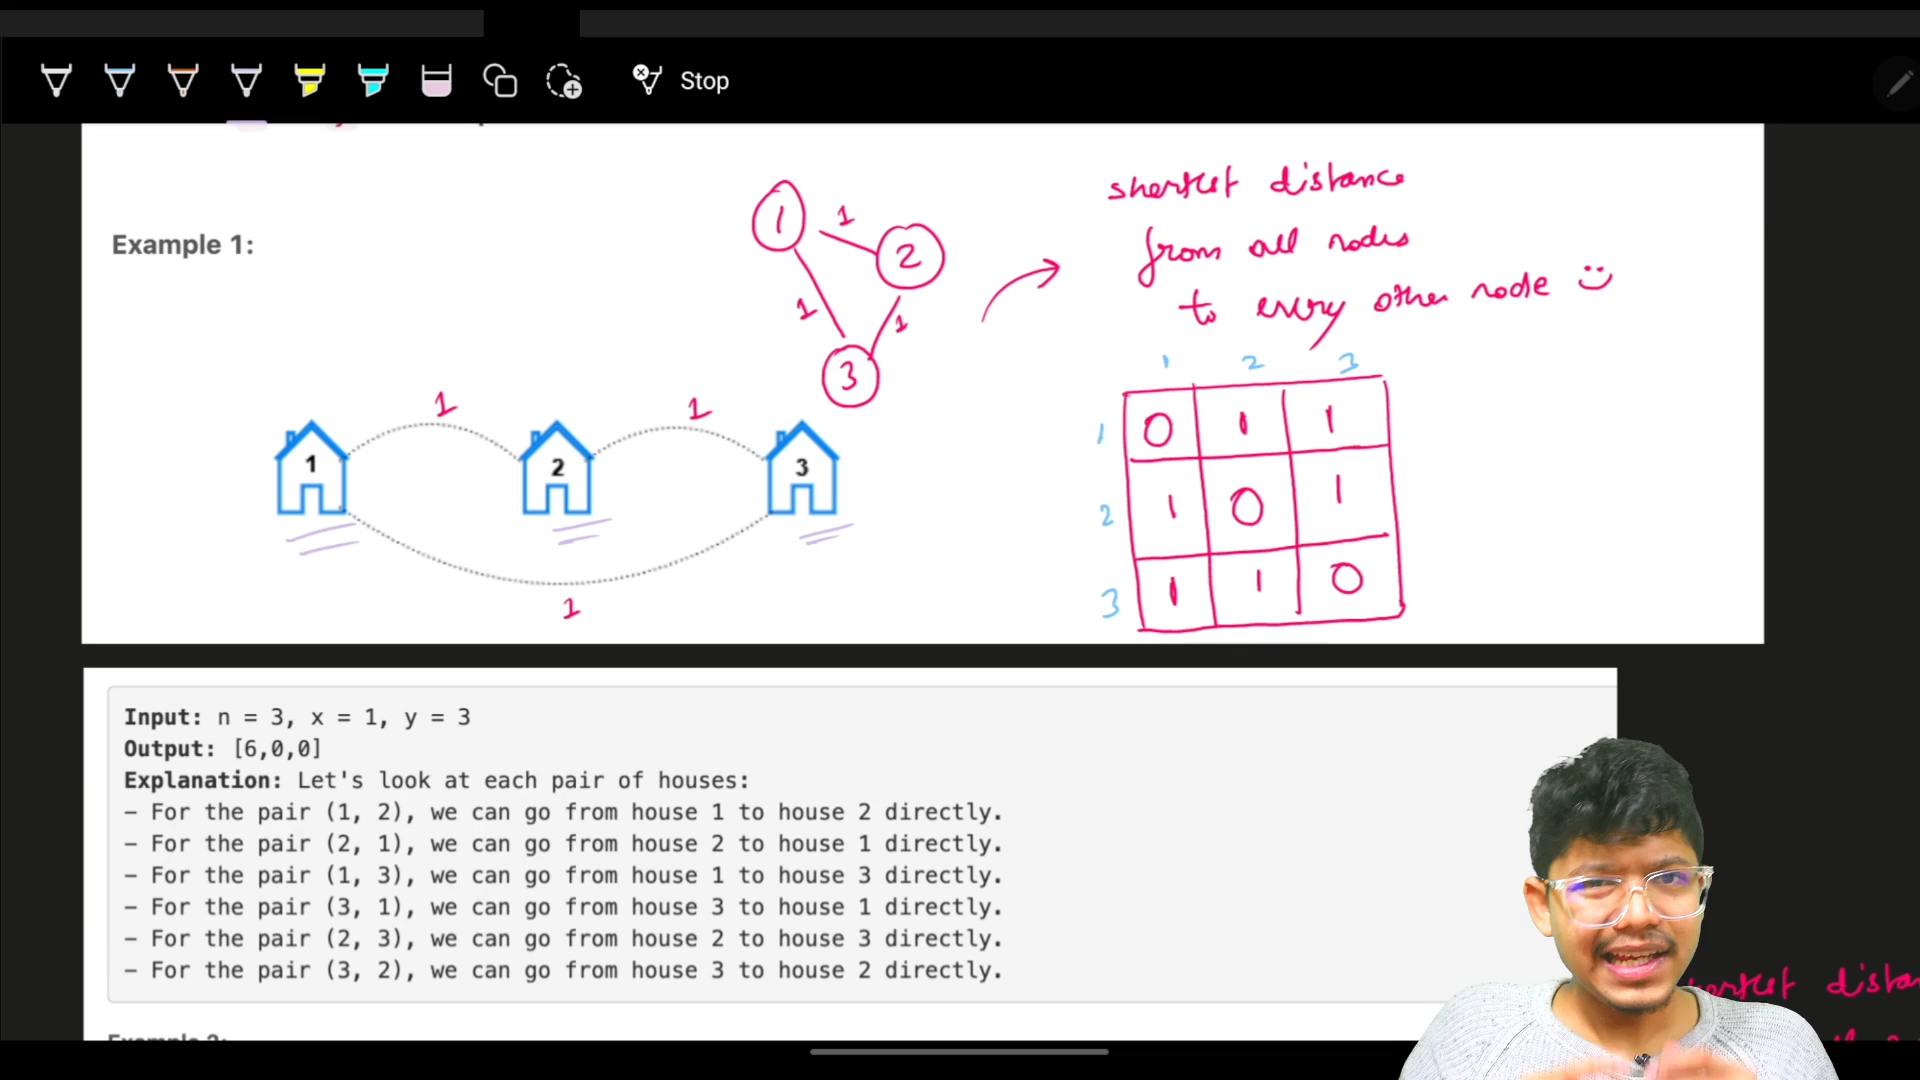 Stop
Example 1:
1
1
2
1
1
3
shortest distance
from all nodes
to every other node
1 2 3
1 0 1 1
2 1 0 1
3 1 1 0
1 1
1 2 3
1
Input: n = 3, x = 1, y = 3
Output: [6,0,0]
Explanation: Let's look at each pair of houses:
– For the pair (1, 2), we can go from house 1 to house 2 directly.
– For the pair (2, 1), we can go from house 2 to house 1 directly.
– For the pair (1, 3), we can go from house 1 to house 3 directly.
– For the pair (3, 1), we can go from house 3 to house 1 directly.
– For the pair (2, 3), we can go from house 2 to house 3 directly.
– For the pair (3, 2), we can go from house 3 to house 2 directly.